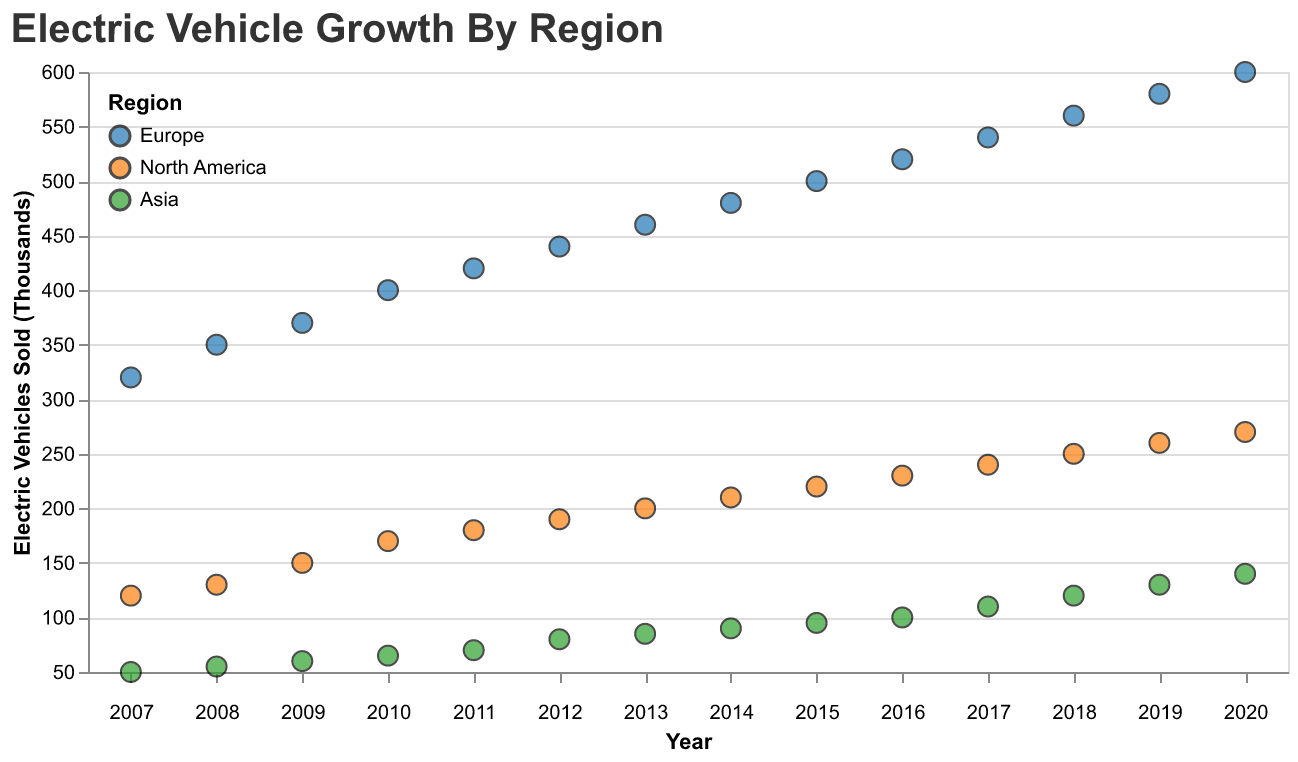 Electric Vehicle Growth By Region
600
550
500
450
400
350
300
250
200
150
100
50
Electric Vehicles Sold (Thousands)
Region
Europe
North America
Asia
2007 2008 2009 2010 2011 2012 2013 2014 2015 2016 2017 2018 2019 2020
Year